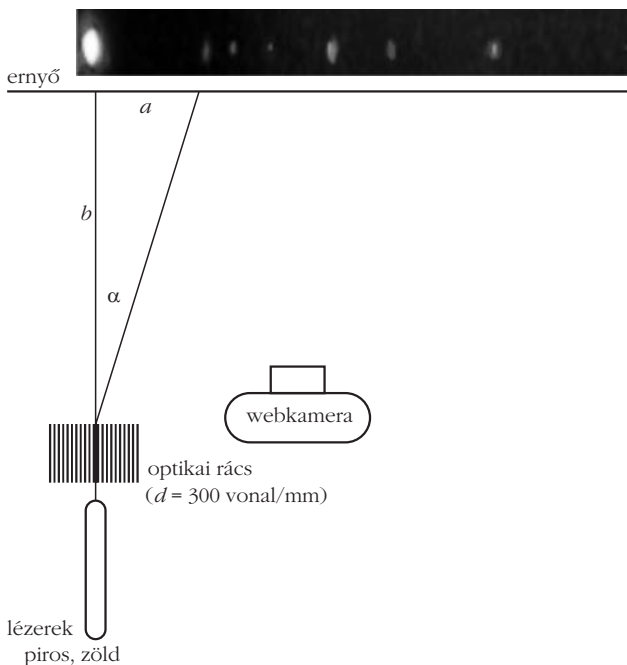 ernyő
a
b
α
webkamera
optikai rács
(d = 300 vonal/mm)
lézerek
piros, zöld